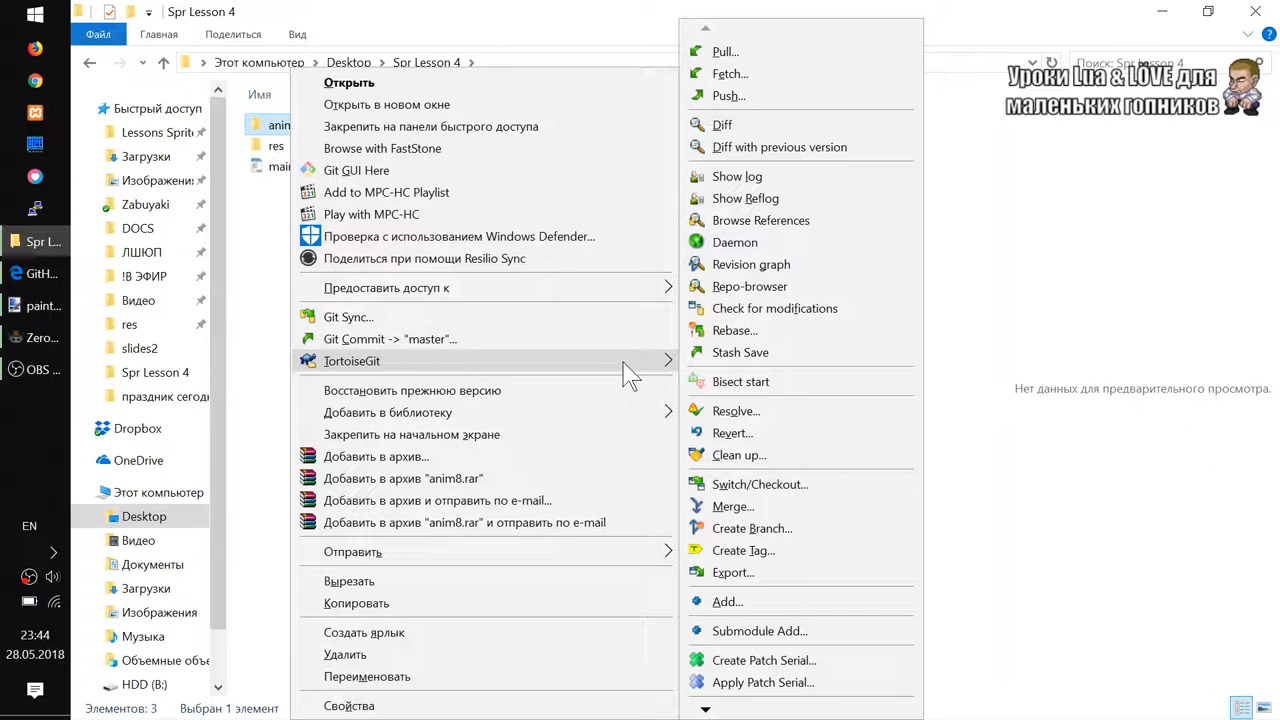 Spr Lesson 4
Файл
Главная
Поделиться
Вид
Этот компьютер
Desktop
Spr Lesson 4
Поиск: Spr Lesson 4
Уроки Lua & LÖVE для
маленьких гопников
Имя
anim
res
main
Быстрый доступ
Lessons Sprite
Загрузки
Изображения
Zabuyaki
DOCS
ЛШЮП
!В ЭФИР
Видео
res
slides2
Spr Lesson 4
праздник сегод
Dropbox
OneDrive
Этот компьютер
Desktop
Видео
Документы
Загрузки
Изображения
Музыка
Объемные объе
HDD (B:)
Элементов: 3
Выбран 1 элемент
Spr L...
GitH...
paint...
Zero...
OBS ...
EN
23:44
28.05.2018
Открыть
Открыть в новом окне
Закрепить на панели быстрого доступа
Browse with FastStone
Git GUI Here
Add to MPC-HC Playlist
Play with MPC-HC
Проверка с использованием Windows Defender...
Поделиться при помощи Resilio Sync
Предоставить доступ к
Git Sync...
Git Commit -> "master"...
TortoiseGit
Восстановить прежнюю версию
Добавить в библиотеку
Закрепить на начальном экране
Добавить в архив...
Добавить в архив "anim8.rar"
Добавить в архив и отправить по e-mail...
Добавить в архив "anim8.rar" и отправить по e-mail
Отправить
Вырезать
Копировать
Создать ярлык
Удалить
Переименовать
Свойства
Pull...
Fetch...
Push...
Diff
Diff with previous version
Show log
Show Reflog
Browse References
Daemon
Revision graph
Repo-browser
Check for modifications
Rebase...
Stash Save
Bisect start
Resolve...
Revert...
Clean up...
Switch/Checkout...
Merge...
Create Branch...
Create Tag...
Export...
Add...
Submodule Add...
Create Patch Serial...
Apply Patch Serial...
Нет данных для предварительного просмотра.